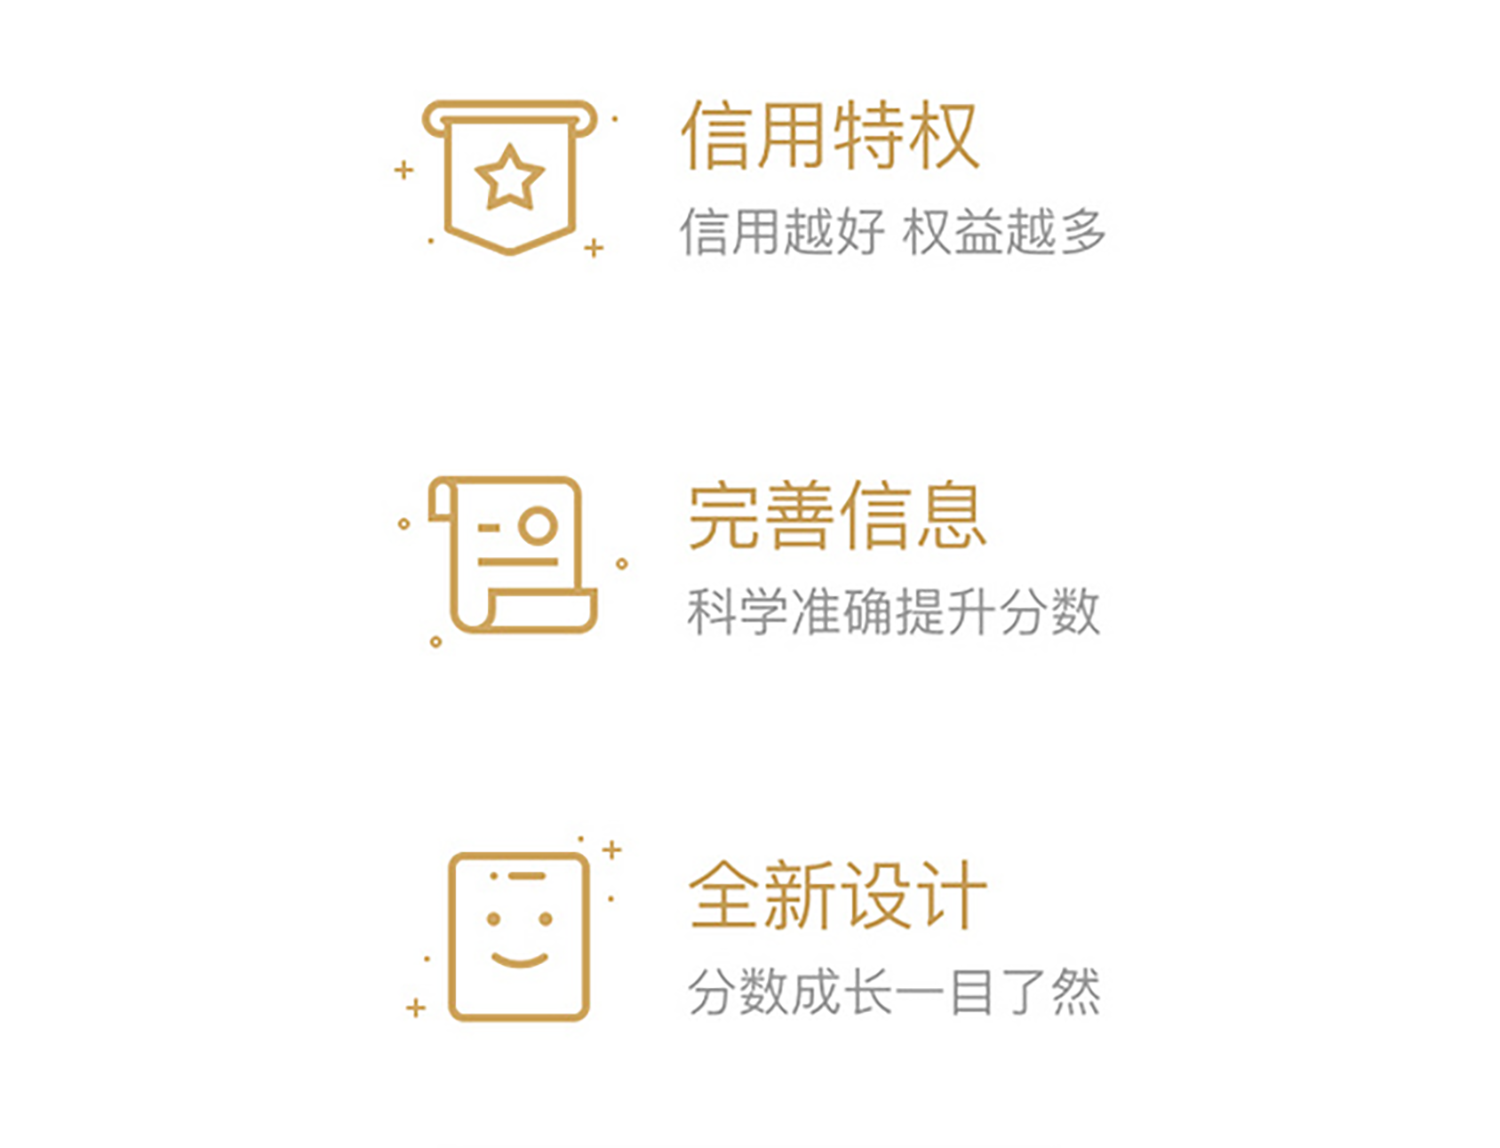 信用特权
信用越好 权益越多
完善信息
科学准确提升分数
全新设计
分数成长一目了然